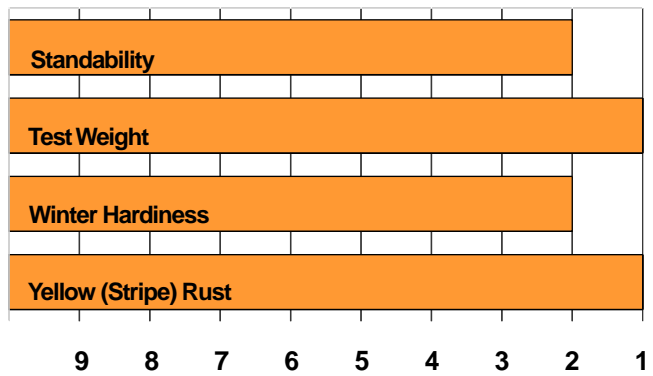 Standability
Test Weight
Winter Hardiness
Yellow (Stripe) Rust
9 8 7 6 5 4 3 2 1